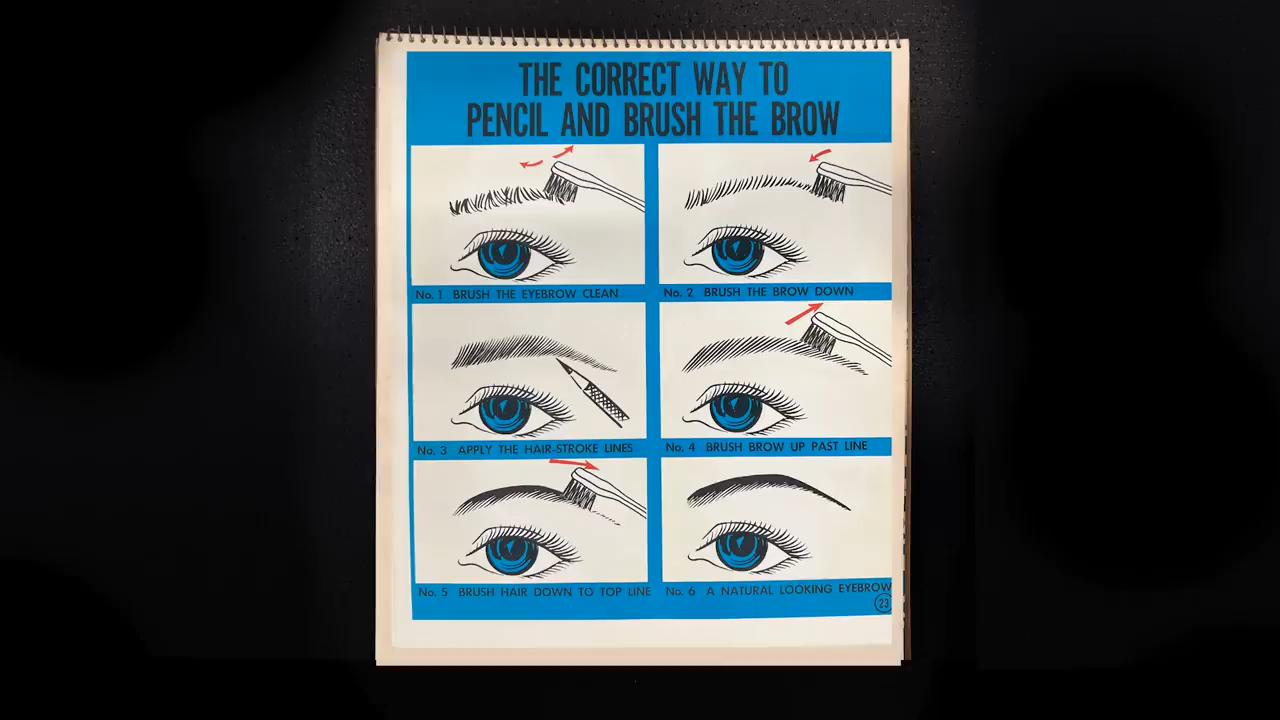 THE CORRECT WAY TO
PENCIL AND BRUSH THE BROW
No. 1 BRUSH THE EYEBROW CLEAN
No. 2 BRUSH THE BROW DOWN
No. 3 APPLY THE HAIR-STROKE LINES
No. 4 BRUSH BROW UP PAST LINE
No. 5 BRUSH HAIR DOWN TO TOP LINE
No. 6 A NATURAL LOOKING EYEBROW
23